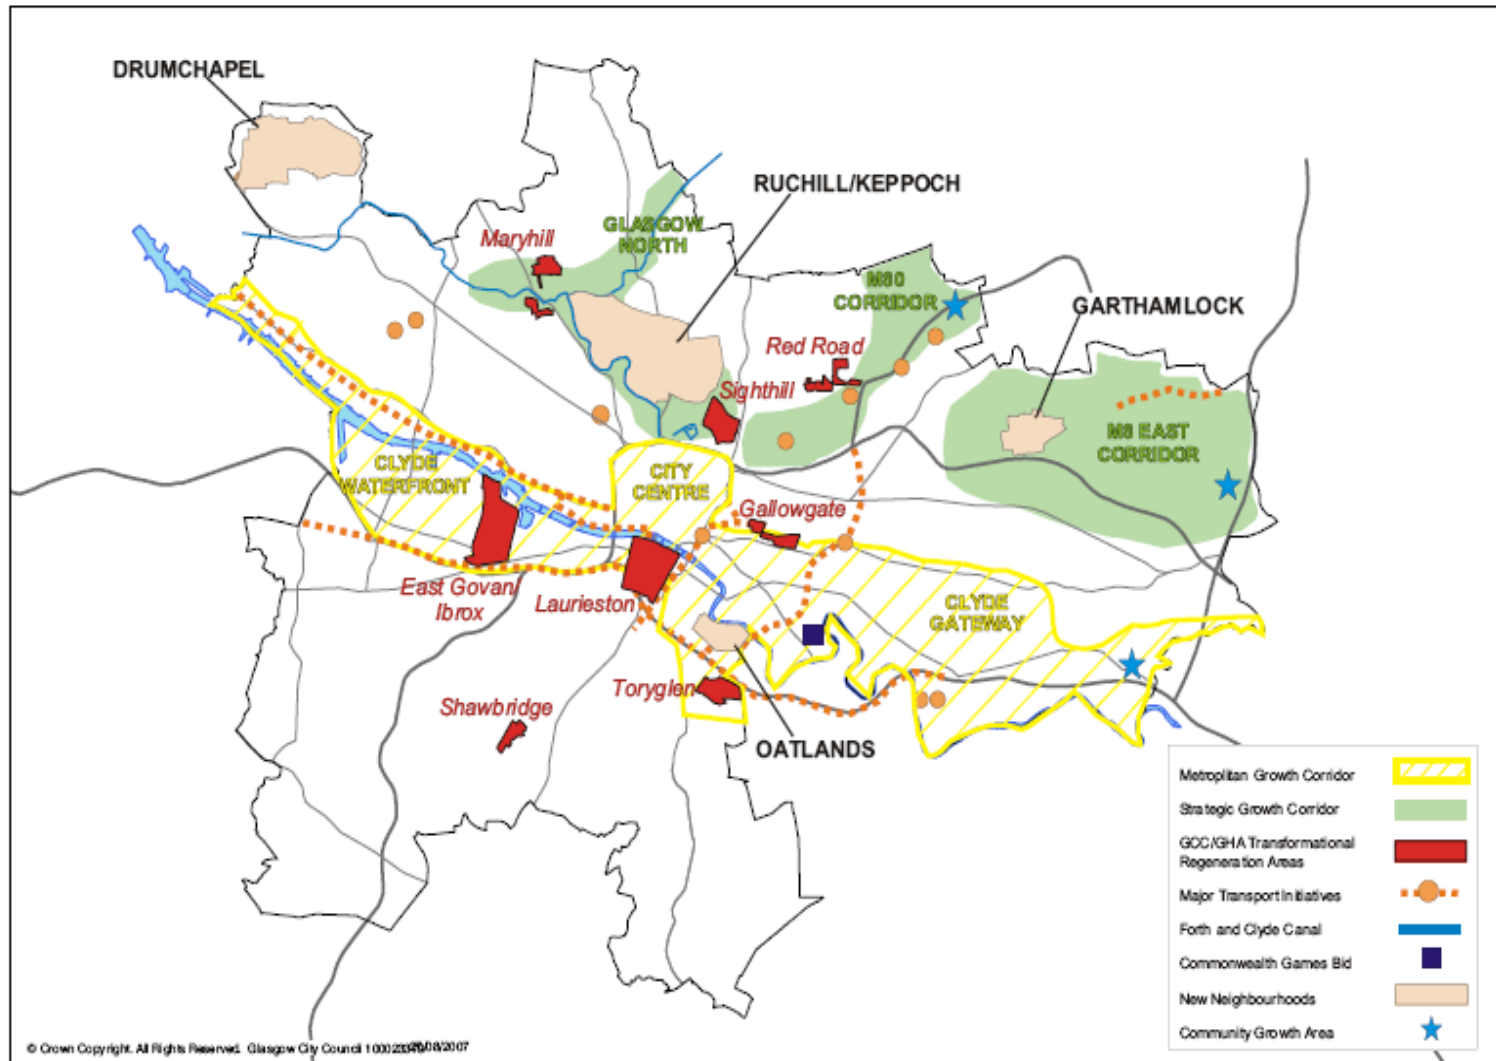 DRUMCHAPEL
RUCHILL/KEPPOCH
GLASGOW
NORTH
Maryhill
M80
CORRIDOR
GARTHAMLOCK
Red Road
Sighthill
M8 EAST
CORRIDOR
CLYDE
WATERFRONT
CITY
CENTRE
Gallowgate
East Govan/
Ibrox
Laurieston
CLYDE
GATEWAY
Toryglen
Shawbridge
OATLANDS
Metroplitan Growth Corridor
Strategic Growth Corridor
GCC/GHA Transformational
Regeneration Areas
Major Transport Initiatives
Forth and Clyde Canal
Commonwealth Games Bid
New Neighbourhoods
Community Growth Area
© Crown Copyright. All Rights Reserved. Glasgow City Council